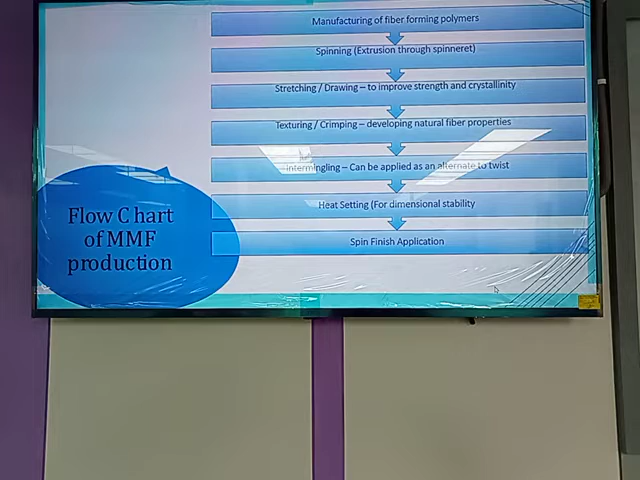 Manufacturing of fiber forming polymers
Spinning (Extrusion through spinneret)
Stretching / Drawing – to improve strength and crystallinity
Texturing / Crimping – developing natural fiber properties
Intermingling – Can be applied as an alternate to twist
Heat Setting (For dimensional stability
Spin Finish Application
Flow C hart
of MMF
production